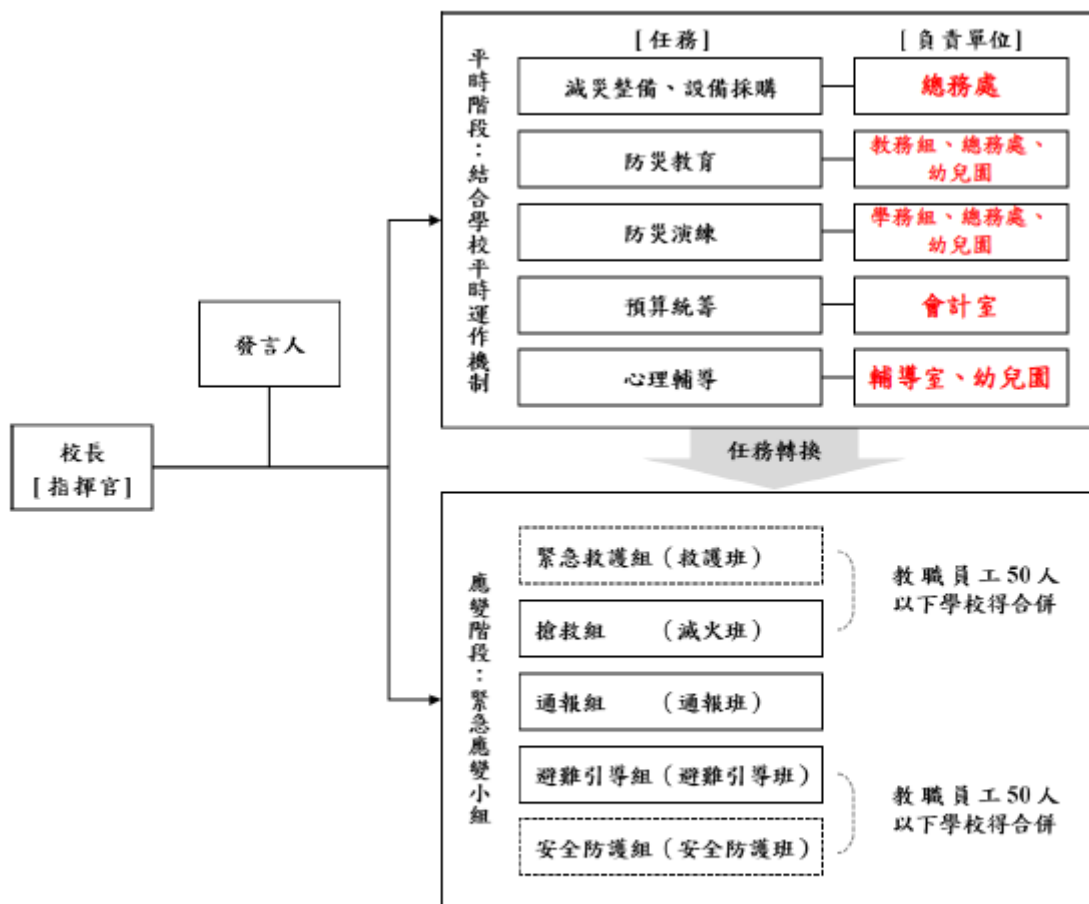 [任務]
[負責單位]
平時階段：結合學校平時運作機制
減災整備、設備採購
總務處
防災教育
教務組、總務處、
幼兒園
防災演練
學務組、總務處、
幼兒園
預算統籌
會計室
心理輔導
輔導室、幼兒園
發言人
校長
[指揮官]
任務轉換
應變階段：緊急應變小組
緊急救護組（救護班）
搶救組　　（滅火班）
教職員工50人
以下學校得合併
通報組　　（通報班）
避難引導組（避難引導班）
安全防護組（安全防護班）
教職員工50人
以下學校得合併